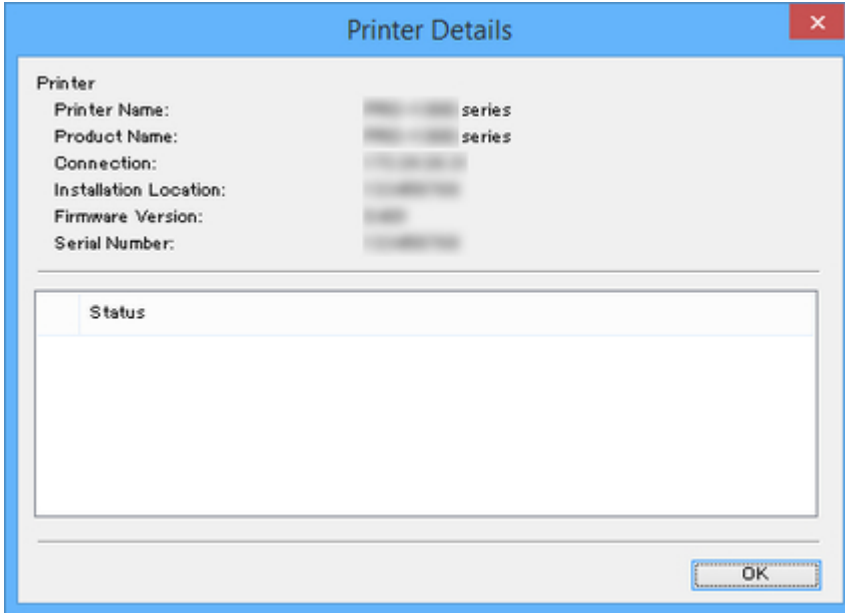 Printer Details
Printer
Printer Name: series
Product Name: series
Connection:
Installation Location:
Firmware Version:
Serial Number:
Status
OK